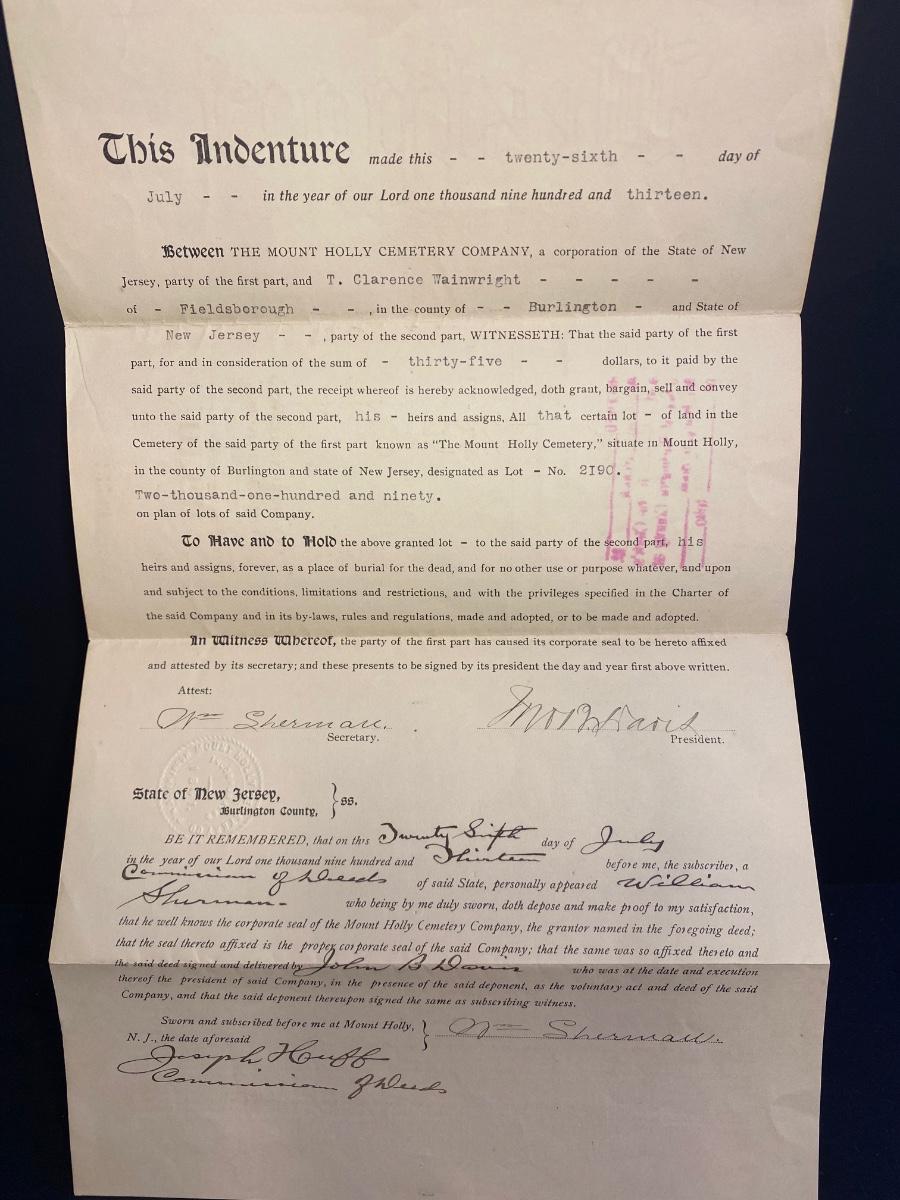 This Indenture made this - - twenty-sixth - - day of
July - - in the year of our Lord one thousand nine hundred and thirteen.
Between THE MOUNT HOLLY CEMETERY COMPANY, a corporation of the State of New
Jersey, party of the first part, and T. Clarence Wainwright - - - - -
of - Fieldsborough - - , in the county of - - Burlington - and State of
New Jersey - - , party of the second part, WITNESSETH: That the said party of the first
part, for and in consideration of the sum of - thirty-five - - dollars, to it paid by the
said party of the second part, the receipt whereof is hereby acknowledged, doth grant, bargain, sell and convey
unto the said party of the second part, his - heirs and assigns, All that certain lot - of land in the
Cemetery of the said party of the first part known as "The Mount Holly Cemetery," situate in Mount Holly,
in the county of Burlington and state of New Jersey, designated as Lot - No. 2190.
Two-thousand-one-hundred and ninety.
on plan of lots of said Company.
To Have and to Hold the above granted lot - to the said party of the second part, his
heirs and assigns, forever, as a place of burial for the dead, and for no other use or purpose whatever, and upon
and subject to the conditions, limitations and restrictions, and with the privileges specified in the Charter of
the said Company and in its by-laws, rules and regulations, made and adopted, or to be made and adopted.
In Witness Whereof, the party of the first part has caused its corporate seal to be hereto affixed
and attested by its secretary; and these presents to be signed by its president the day and year first above written.
Attest:
Wm Sherman. Jno B Davis
Secretary. President.
State of New Jersey,
Burlington County, } ss.
BE IT REMEMBERED, that on this Twenty Sixth day of July
in the year of our Lord one thousand nine hundred and Thirteen before me, the subscriber, a
Commission of Deeds of said State, personally appeared William
Sherman - who being by me duly sworn, doth depose and make proof to my satisfaction,
that he well knows the corporate seal of the Mount Holly Cemetery Company, the grantor named in the foregoing deed;
that the seal thereto affixed is the proper corporate seal of the said Company; that the same was so affixed thereto and
the said deed signed and delivered by John B Davis who was at the date and execution
thereof the president of said Company, in the presence of the said deponent, as the voluntary act and deed of the said
Company, and that the said deponent thereupon signed the same as subscribing witness.
Sworn and subscribed before me at Mount Holly, } Wm Sherman.
N. J., the date aforesaid
Joseph Huff
Commission of Deeds